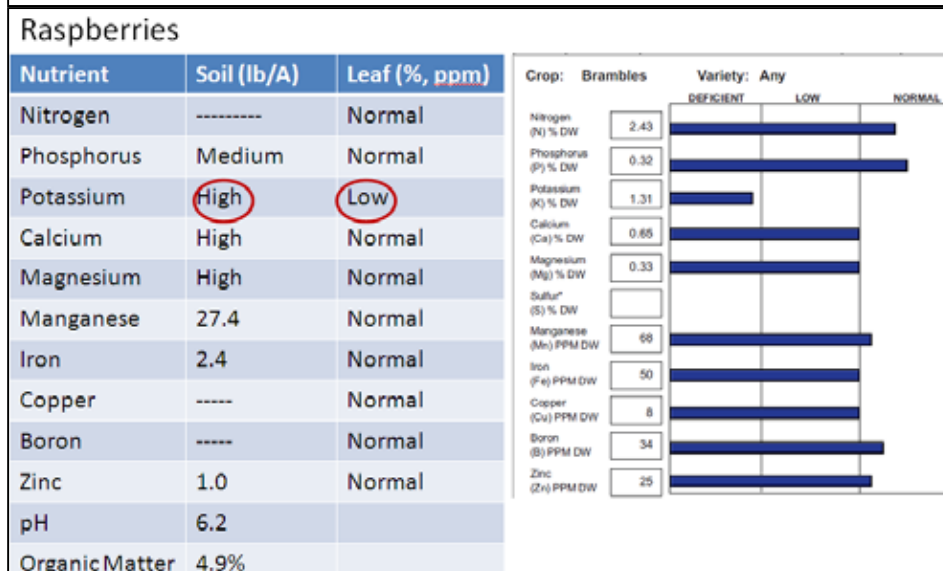 Raspberries
Nutrient Soil (lb/A) Leaf (%, ppm)
Nitrogen --------- Normal
Phosphorus Medium Normal
Potassium High Low
Calcium High Normal
Magnesium High Normal
Manganese 27.4 Normal
Iron 2.4 Normal
Copper ----- Normal
Boron ----- Normal
Zinc 1.0 Normal
pH 6.2
Organic Matter 4.9%
Crop: Brambles Variety: Any
DEFICIENT LOW NORMAL
Nitrogen
(N) % DW 2.43
Phosphorus
(P) % DW 0.32
Potassium
(K) % DW 1.31
Calcium
(Ca) % DW 0.65
Magnesium
(Mg) % DW 0.33
Sulfur*
(S) % DW
Manganese
(Mn) PPM DW 68
Iron
(Fe) PPM DW 50
Copper
(Cu) PPM DW 8
Boron
(B) PPM DW 34
Zinc
(Zn) PPM DW 25